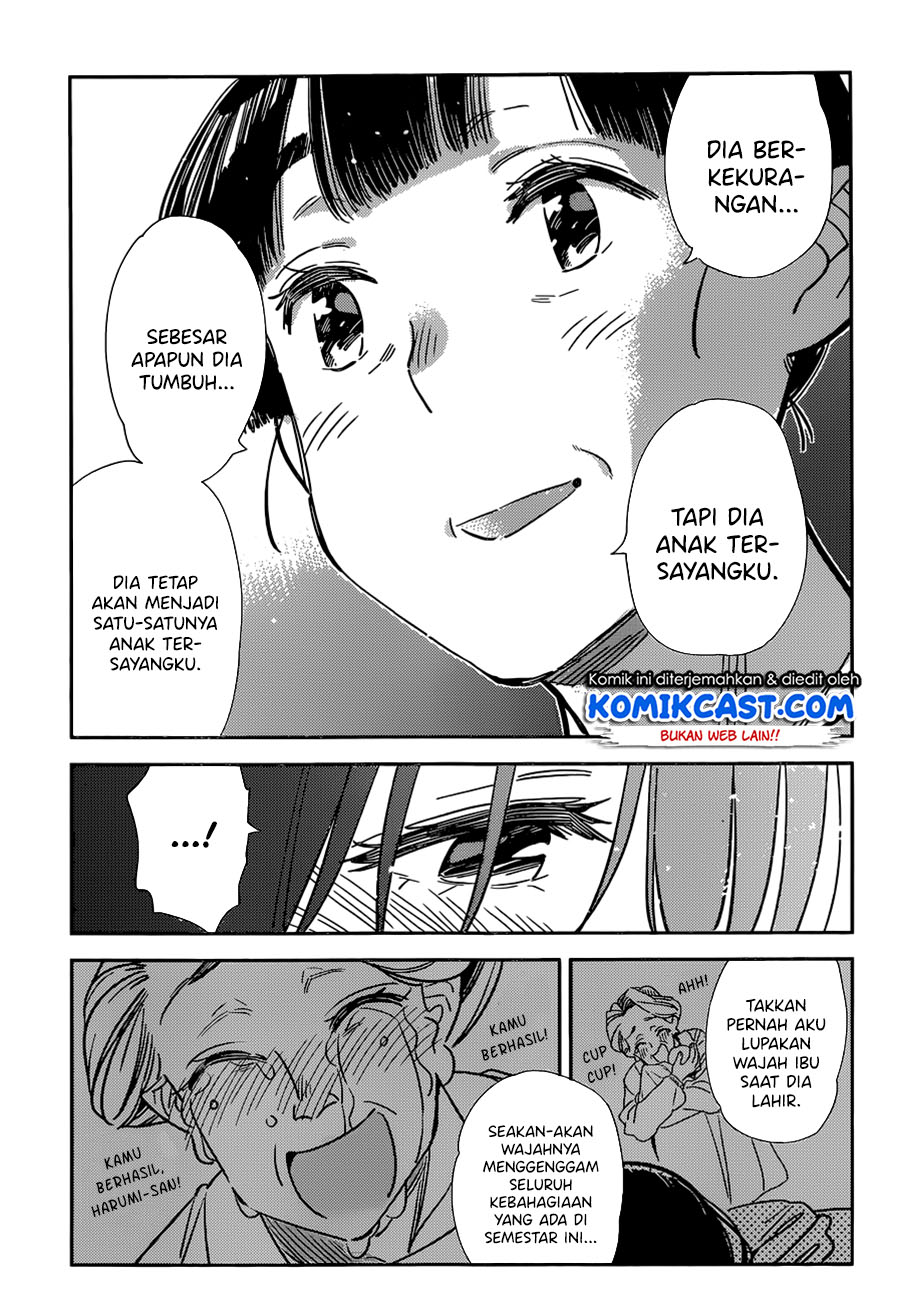 DIA BER-
KEKURA-
NGAN...
TAPI DIA
ANAK TER-
SAYANGKU.
SEBESAR
APAPUN DIA
TUMBUH...
DIA TETAP
AKAN MENJADI
SATU-SATUNYA
ANAK TER-
SAYANGKU.
Komik ini diterjemahkan & diedit oleh
KOMIKCAST.COM
BUKAN WEB LAIN!!
...!
TAKKAN
PERNAH AKU
LUPAKAN
WAJAH IBU
SAAT DIA
LAHIR.
AHH!
CUP
CUP!
SEAKAN-AKAN
WAJAHNYA
MENGGENGGAM
SELURUH
KEBAHAGIAAN
YANG ADA DI
SEMESTAR INI...
KAMU
BERHASIL!
KAMU
BERHASIL,
HARUMI-SAN!